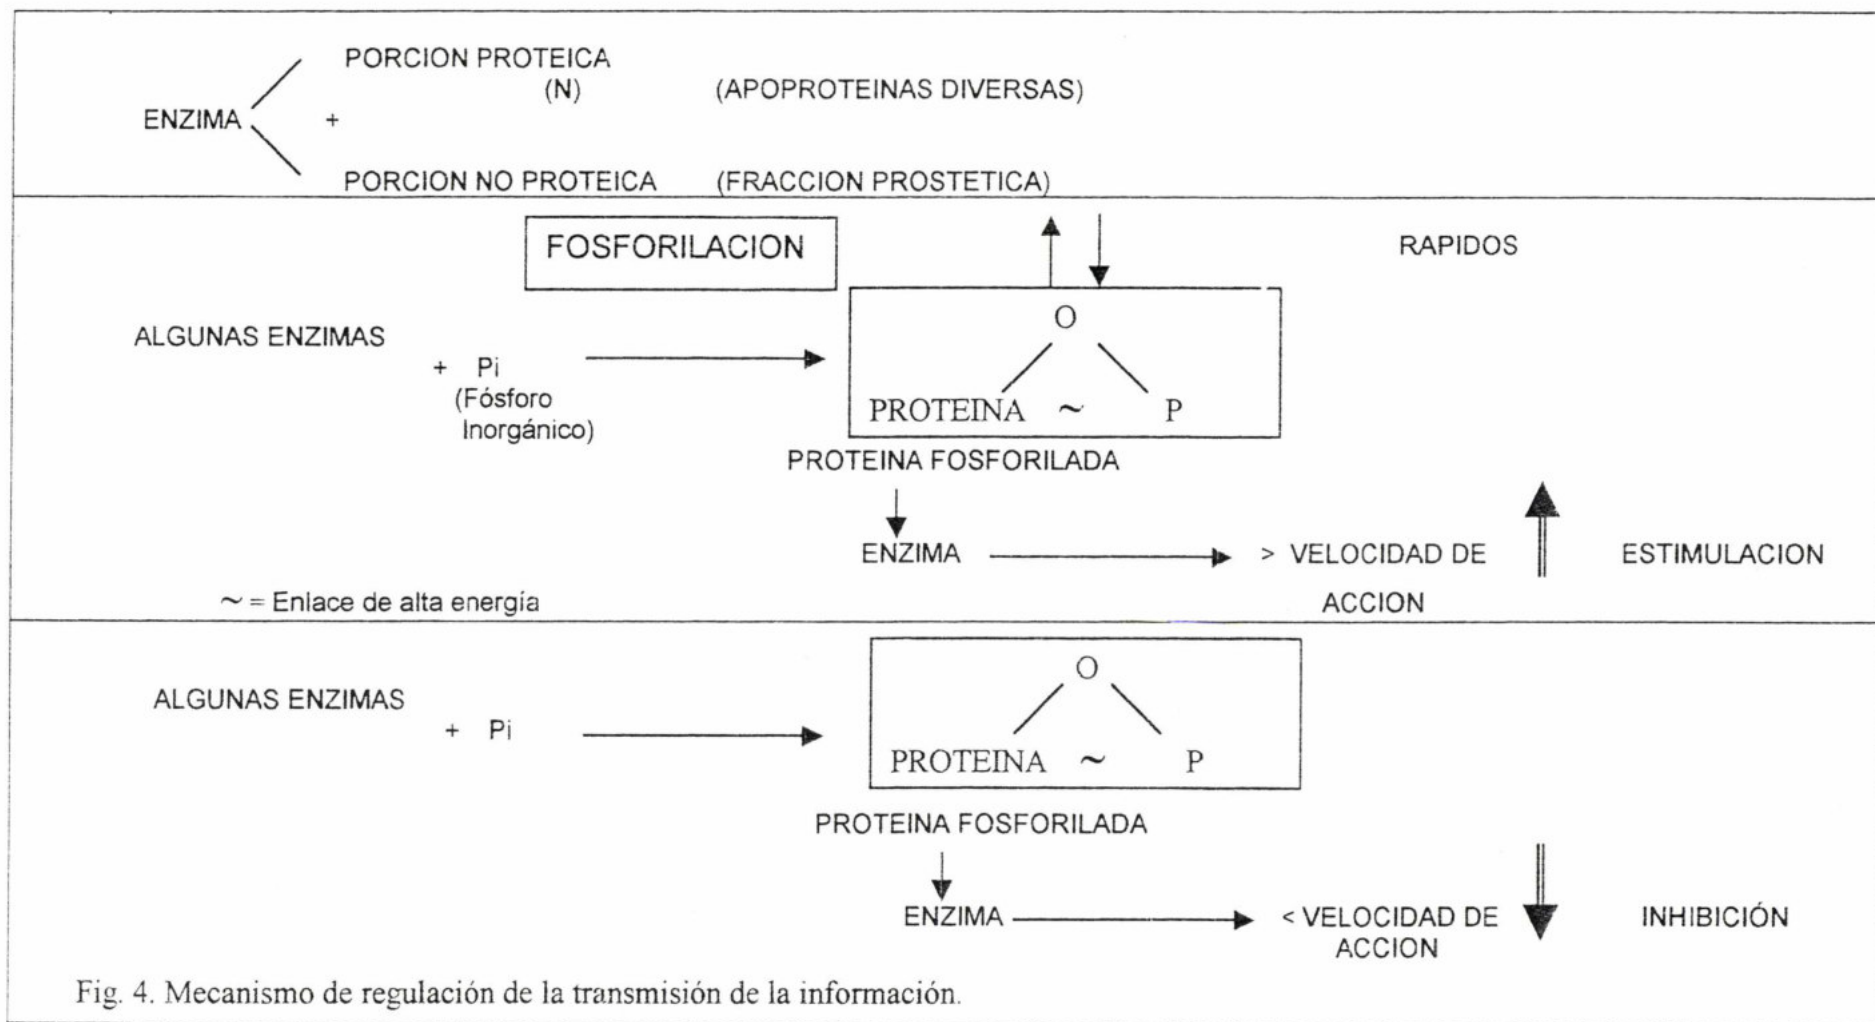 PORCION PROTEICA
(N) (APOPROTEINAS DIVERSAS)
ENZIMA +
PORCION NO PROTEICA (FRACCION PROSTETICA)
FOSFORILACION RAPIDOS
O
ALGUNAS ENZIMAS
+ Pi
(Fósforo
Inorgánico)
PROTEINA ~ P
PROTEINA FOSFORILADA
ENZIMA > VELOCIDAD DE ESTIMULACION
~ = Enlace de alta energía ACCION
O
ALGUNAS ENZIMAS
+ Pi
PROTEINA ~ P
PROTEINA FOSFORILADA
ENZIMA < VELOCIDAD DE INHIBICIÓN
ACCION
Fig. 4. Mecanismo de regulación de la transmisión de la información.